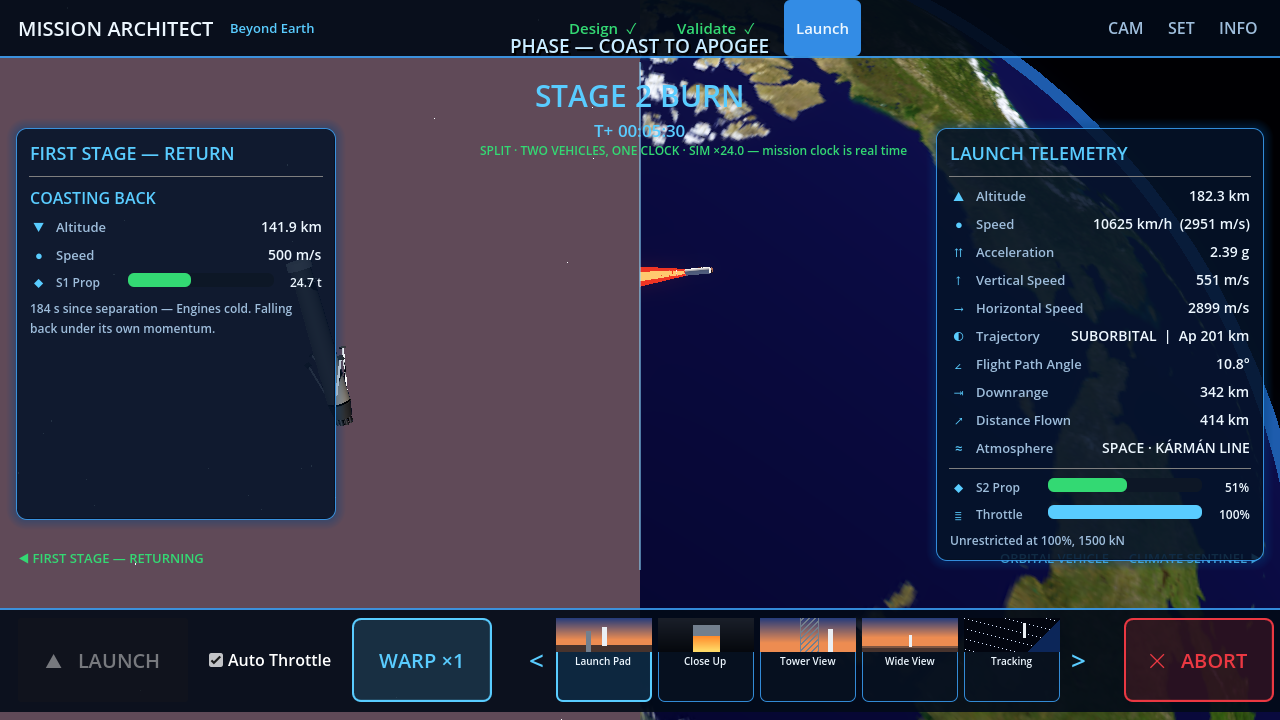 MISSION ARCHITECT
Beyond Earth
Design ✓
Validate ✓
Launch
CAM
SET
INFO
PHASE — COAST TO APOGEE
STAGE 2 BURN
SPLIT · TWO VEHICLES, ONE CLOCK · SIM ×24.0 — mission clock is real time
FIRST STAGE — RETURN
COASTING BACK
Altitude 141.9 km
Speed 500 m/s
S1 Prop 24.7 t
184 s since separation — Engines cold. Falling
back under its own momentum.
LAUNCH TELEMETRY
Altitude 182.3 km
Speed 10625 km/h (2951 m/s)
Acceleration 2.39 g
Vertical Speed 551 m/s
Horizontal Speed 2899 m/s
Trajectory SUBORBITAL | Ap 201 km
Flight Path Angle 10.8°
Downrange 342 km
Distance Flown 414 km
Atmosphere SPACE · KÁRMÁN LINE
S2 Prop 51%
Throttle 100%
Unrestricted at 100%, 1500 kN
◀ FIRST STAGE — RETURNING
ORBITAL VEHICLE — CLIMATE SENTINEL ▶
▲ LAUNCH
Auto Throttle
WARP ×1
<
Launch Pad
Close Up
Tower View
Wide View
Tracking
>
ABORT